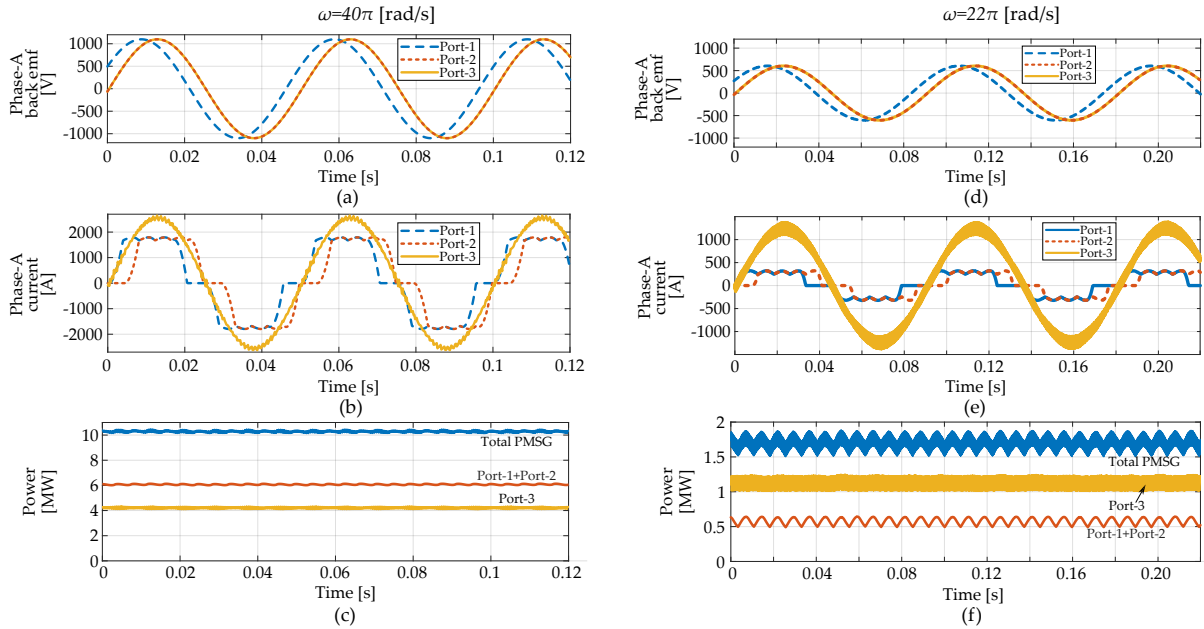 ω=40π [rad/s]
Phase-A
back emf
[V]
1000
500
0
-500
-1000
Port-1
Port-2
Port-3
0
0.02
0.04
0.06
0.08
0.1
0.12
Time [s]
(a)
Phase-A
current
[A]
2000
1000
0
-1000
-2000
Port-1
Port-2
Port-3
0
0.02
0.04
0.06
0.08
0.1
0.12
Time [s]
(b)
Power
[MW]
10
8
6
4
2
0
Total PMSG
Port-1+Port-2
Port-3
0
0.02
0.04
0.06
0.08
0.1
0.12
Time [s]
(c)
ω=22π [rad/s]
Phase-A
back emf
[V]
1000
500
0
-500
-1000
Port-1
Port-2
Port-3
0
0.04
0.08
0.12
0.16
0.20
Time [s]
(d)
Phase-A
current
[A]
1000
500
0
-500
-1000
Port-1
Port-2
Port-3
0
0.04
0.08
0.12
0.16
0.20
Time [s]
(e)
Power
[MW]
2
1.5
1
0.5
0
Total PMSG
Port-3
Port-1+Port-2
0
0.04
0.08
0.12
0.16
0.20
Time [s]
(f)